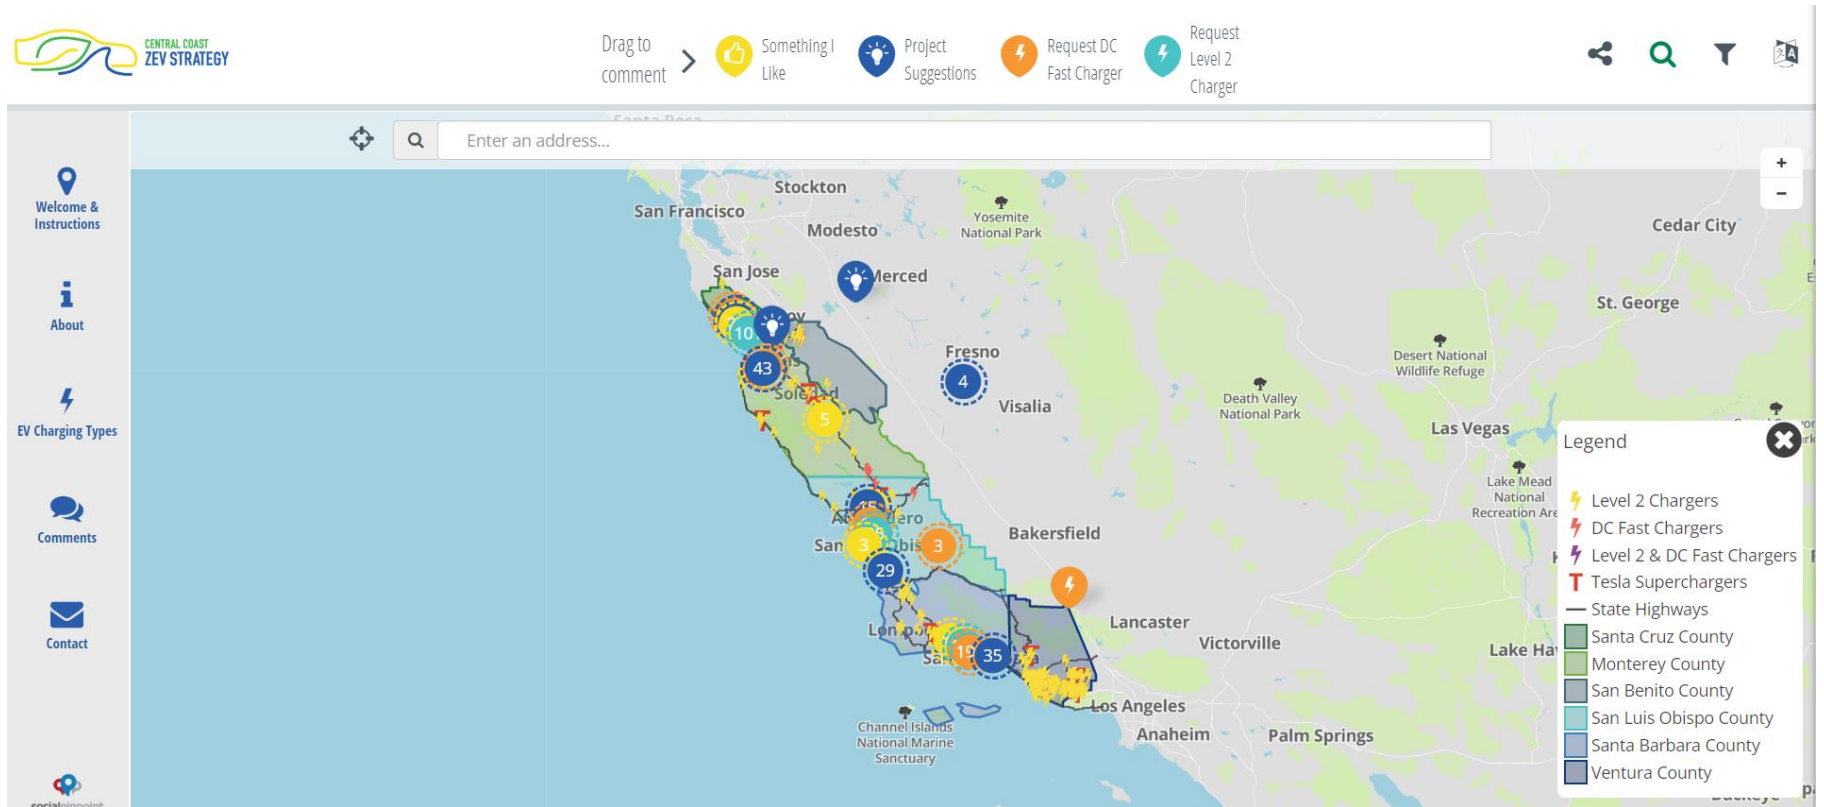 CENTRAL COAST
ZEV STRATEGY
Drag to
comment
Something I
Like
Project
Suggestions
Request DC
Fast Charger
Request
Level 2
Charger
Enter an address...
Welcome &
Instructions
About
EV Charging Types
Comments
Contact
socialpinpoint
Santa Rosa
Stockton
San Francisco
Modesto
Yosemite
National Park
Cedar City
San Jose
Merced
St. George
10
43
Fresno
4
Desert National
Wildlife Refuge
Soledad
5
Visalia
Death Valley
National Park
Las Vegas
Lake Mead
National
Recreation Are
Bakersfield
San
3
3
29
Lancaster
Victorville
Lake Ha
19
35
Los Angeles
Anaheim
Palm Springs
Channel Islands
National Marine
Sanctuary
Legend
Level 2 Chargers
DC Fast Chargers
Level 2 & DC Fast Chargers
Tesla Superchargers
State Highways
Santa Cruz County
Monterey County
San Benito County
San Luis Obispo County
Santa Barbara County
Ventura County